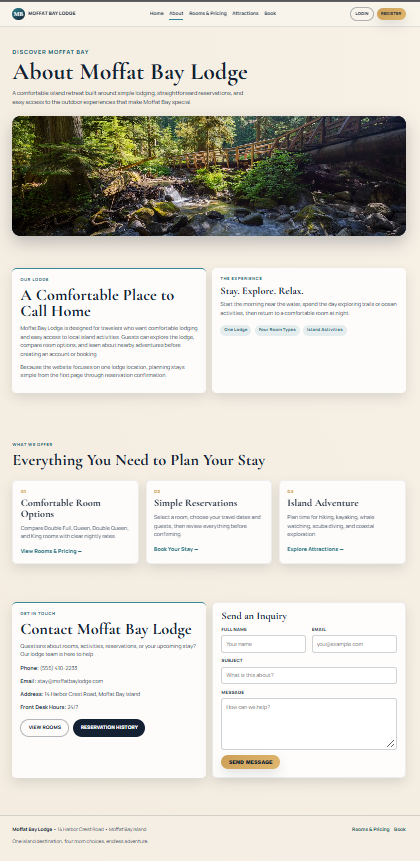 MB MOFFAT BAY LODGE Home About Rooms & Pricing Attractions Book LOGIN REGISTER
DISCOVER MOFFAT BAY
About Moffat Bay Lodge
A comfortable island retreat built around simple lodging, straightforward reservations, and
easy access to the outdoor experiences that make Moffat Bay special.
OUR LODGE
A Comfortable Place to
Call Home
Moffat Bay Lodge is designed for travelers who want comfortable lodging
and easy access to local island activities. Guests can explore the lodge,
compare room options, and learn about nearby adventures before
creating an account or booking.
Because the website focuses on one lodge location, planning stays
simple from the first page through reservation confirmation.
THE EXPERIENCE
Stay. Explore. Relax.
Start the morning near the water, spend the day exploring trails or ocean
activities, then return to a comfortable room at night.
One Lodge Four Room Types Island Activities
WHAT WE OFFER
Everything You Need to Plan Your Stay
01
Comfortable Room
Options
Compare Double Full, Queen, Double Queen,
and King rooms with clear nightly rates.
View Rooms & Pricing →
02
Simple Reservations
Select a room, choose your travel dates and
guests, then review everything before
confirming.
Book Your Stay →
03
Island Adventure
Plan time for hiking, kayaking, whale
watching, scuba diving, and coastal
exploration.
Explore Attractions →
GET IN TOUCH
Contact Moffat Bay Lodge
Questions about rooms, activities, reservations, or your upcoming stay?
Our lodge team is here to help.
Phone: (555) 410-2233
Email: stay@moffatbaylodge.com
Address: 14 Harbor Crest Road, Moffat Bay Island
Front Desk Hours: 24/7
VIEW ROOMS RESERVATION HISTORY
Send an Inquiry
FULL NAME EMAIL
Your name you@example.com
SUBJECT
What is this about?
MESSAGE
How can we help?
SEND MESSAGE
Moffat Bay Lodge • 14 Harbor Crest Road • Moffat Bay Island Rooms & Pricing Book
One island destination, four room choices, endless adventure.